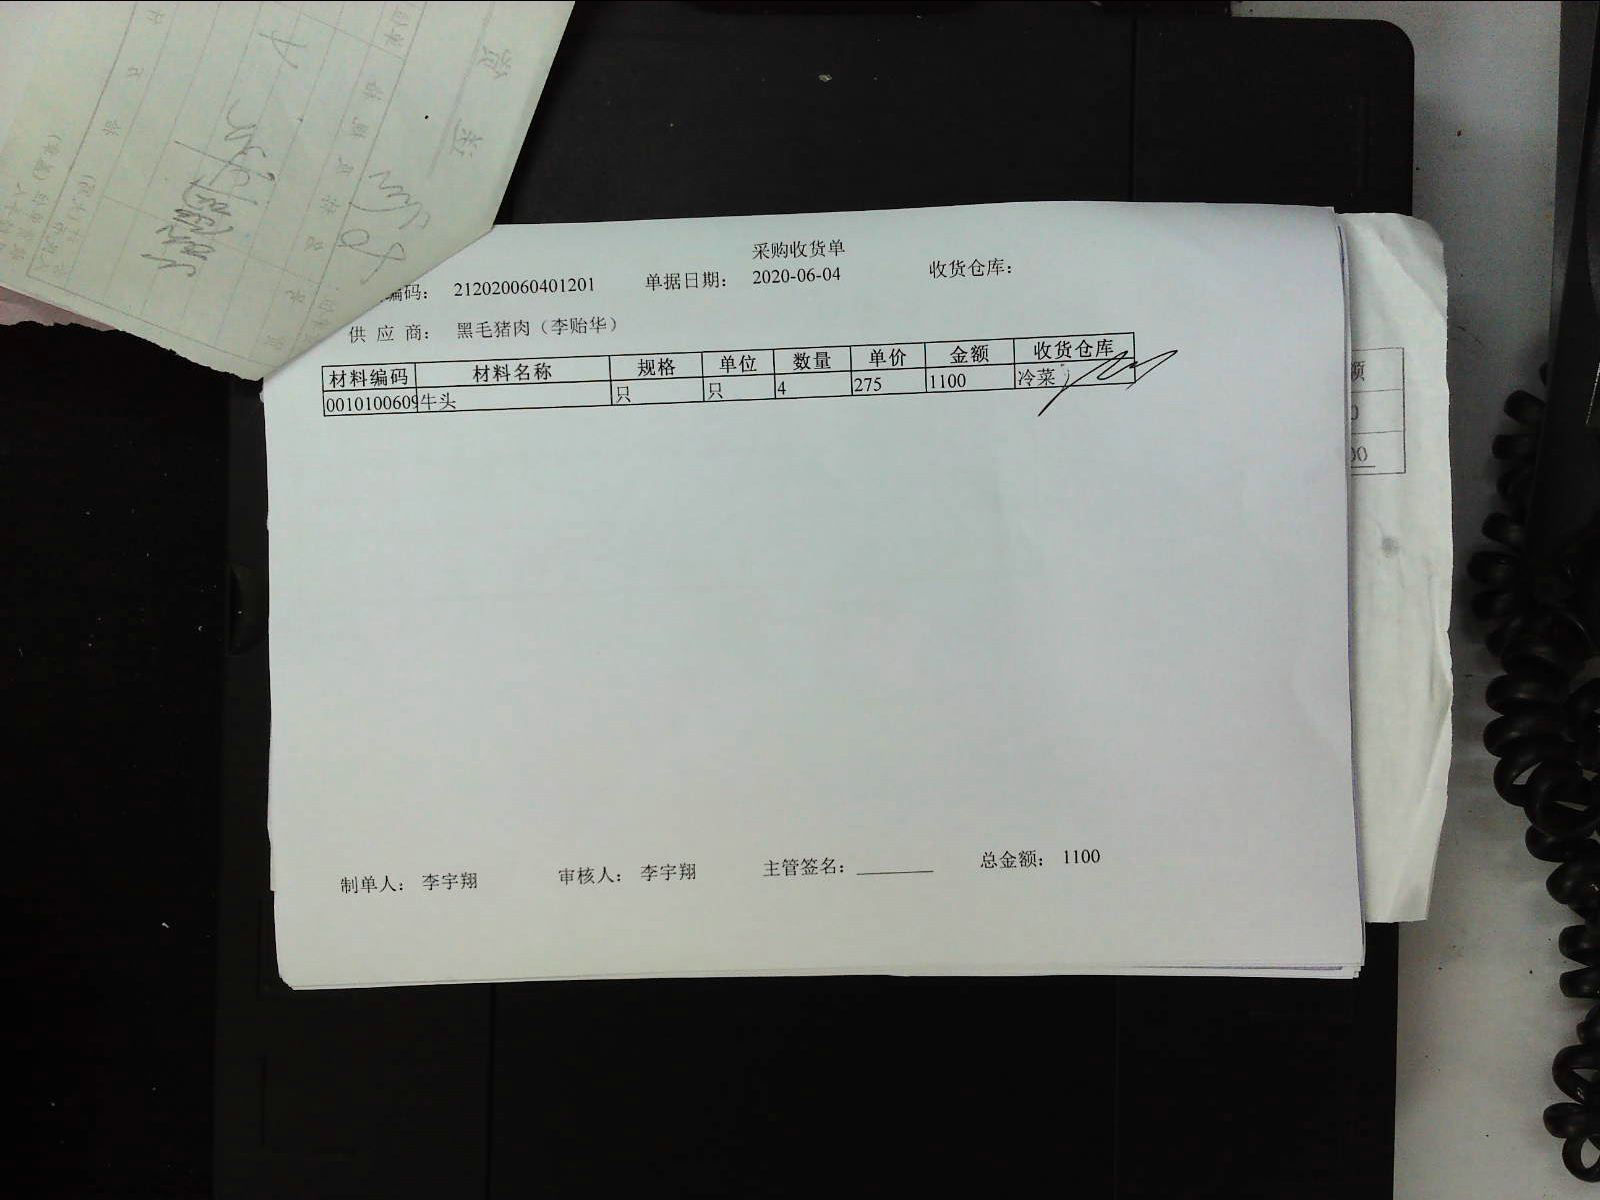 采购收货单
编码： 212020060401201 单据日期： 2020-06-04 收货仓库：
供 应 商： 黑毛猪肉（李贻华）
材料编码 材料名称 规格 单位 数量 单价 金额 收货仓库
0010100609 牛头 只 只 4 275 1100 冷菜
制单人： 李宇翔 审核人： 李宇翔 主管签名： 总金额： 1100
额